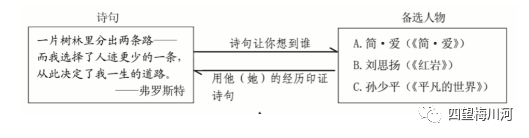 诗句
备选人物
一片树林里分出两条路——
而我选择了人迹更少的一条，
从此决定了我一生的道路。
——弗罗斯特
诗句让你想到谁
用他（她）的经历印证
诗句
A. 简·爱（《简·爱》）
B. 刘思扬（《红岩》）
C. 孙少平（《平凡的世界》）
四望梅川河